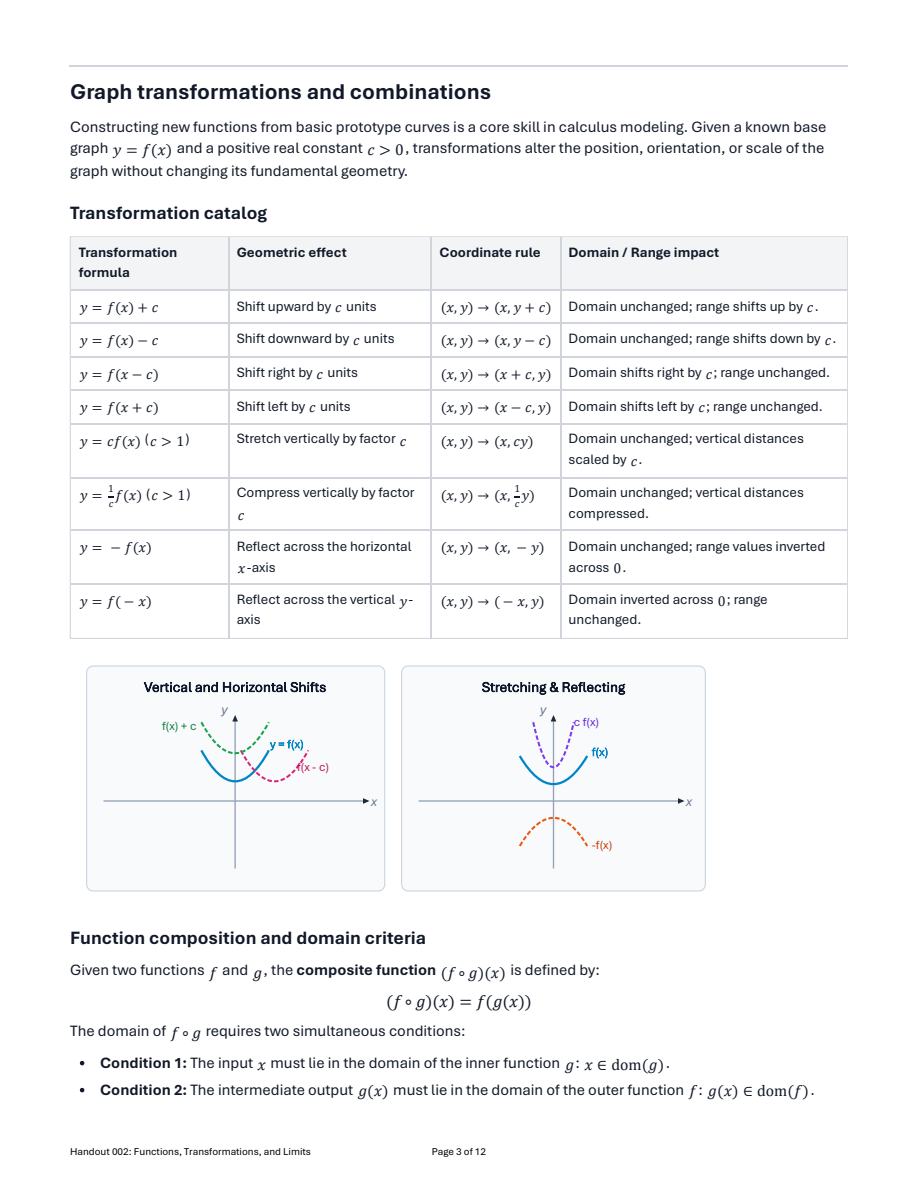 Graph transformations and combinations
Constructing new functions from basic prototype curves is a core skill in calculus modeling. Given a known base
graph y = f(x) and a positive real constant c > 0, transformations alter the position, orientation, or scale of the
graph without changing its fundamental geometry.
Transformation catalog
Transformation formula | Geometric effect | Coordinate rule | Domain / Range impact
y = f(x) + c | Shift upward by c units | (x, y) → (x, y + c) | Domain unchanged; range shifts up by c.
y = f(x) − c | Shift downward by c units | (x, y) → (x, y − c) | Domain unchanged; range shifts down by c.
y = f(x − c) | Shift right by c units | (x, y) → (x + c, y) | Domain shifts right by c; range unchanged.
y = f(x + c) | Shift left by c units | (x, y) → (x − c, y) | Domain shifts left by c; range unchanged.
y = cf(x) (c > 1) | Stretch vertically by factor c | (x, y) → (x, cy) | Domain unchanged; vertical distances scaled by c.
y = 1/c f(x) (c > 1) | Compress vertically by factor c | (x, y) → (x, 1/c y) | Domain unchanged; vertical distances compressed.
y = − f(x) | Reflect across the horizontal x-axis | (x, y) → (x, − y) | Domain unchanged; range values inverted across 0.
y = f( − x) | Reflect across the vertical y-axis | (x, y) → ( − x, y) | Domain inverted across 0; range unchanged.
Vertical and Horizontal Shifts
y
f(x) + c
y = f(x)
f(x - c)
x
Stretching & Reflecting
y
c f(x)
f(x)
x
-f(x)
Function composition and domain criteria
Given two functions f and g, the composite function (f ∘ g)(x) is defined by:
(f ∘ g)(x) = f(g(x))
The domain of f ∘ g requires two simultaneous conditions:
• Condition 1: The input x must lie in the domain of the inner function g: x ∈ dom(g).
• Condition 2: The intermediate output g(x) must lie in the domain of the outer function f: g(x) ∈ dom(f).
Handout 002: Functions, Transformations, and Limits
Page 3 of 12